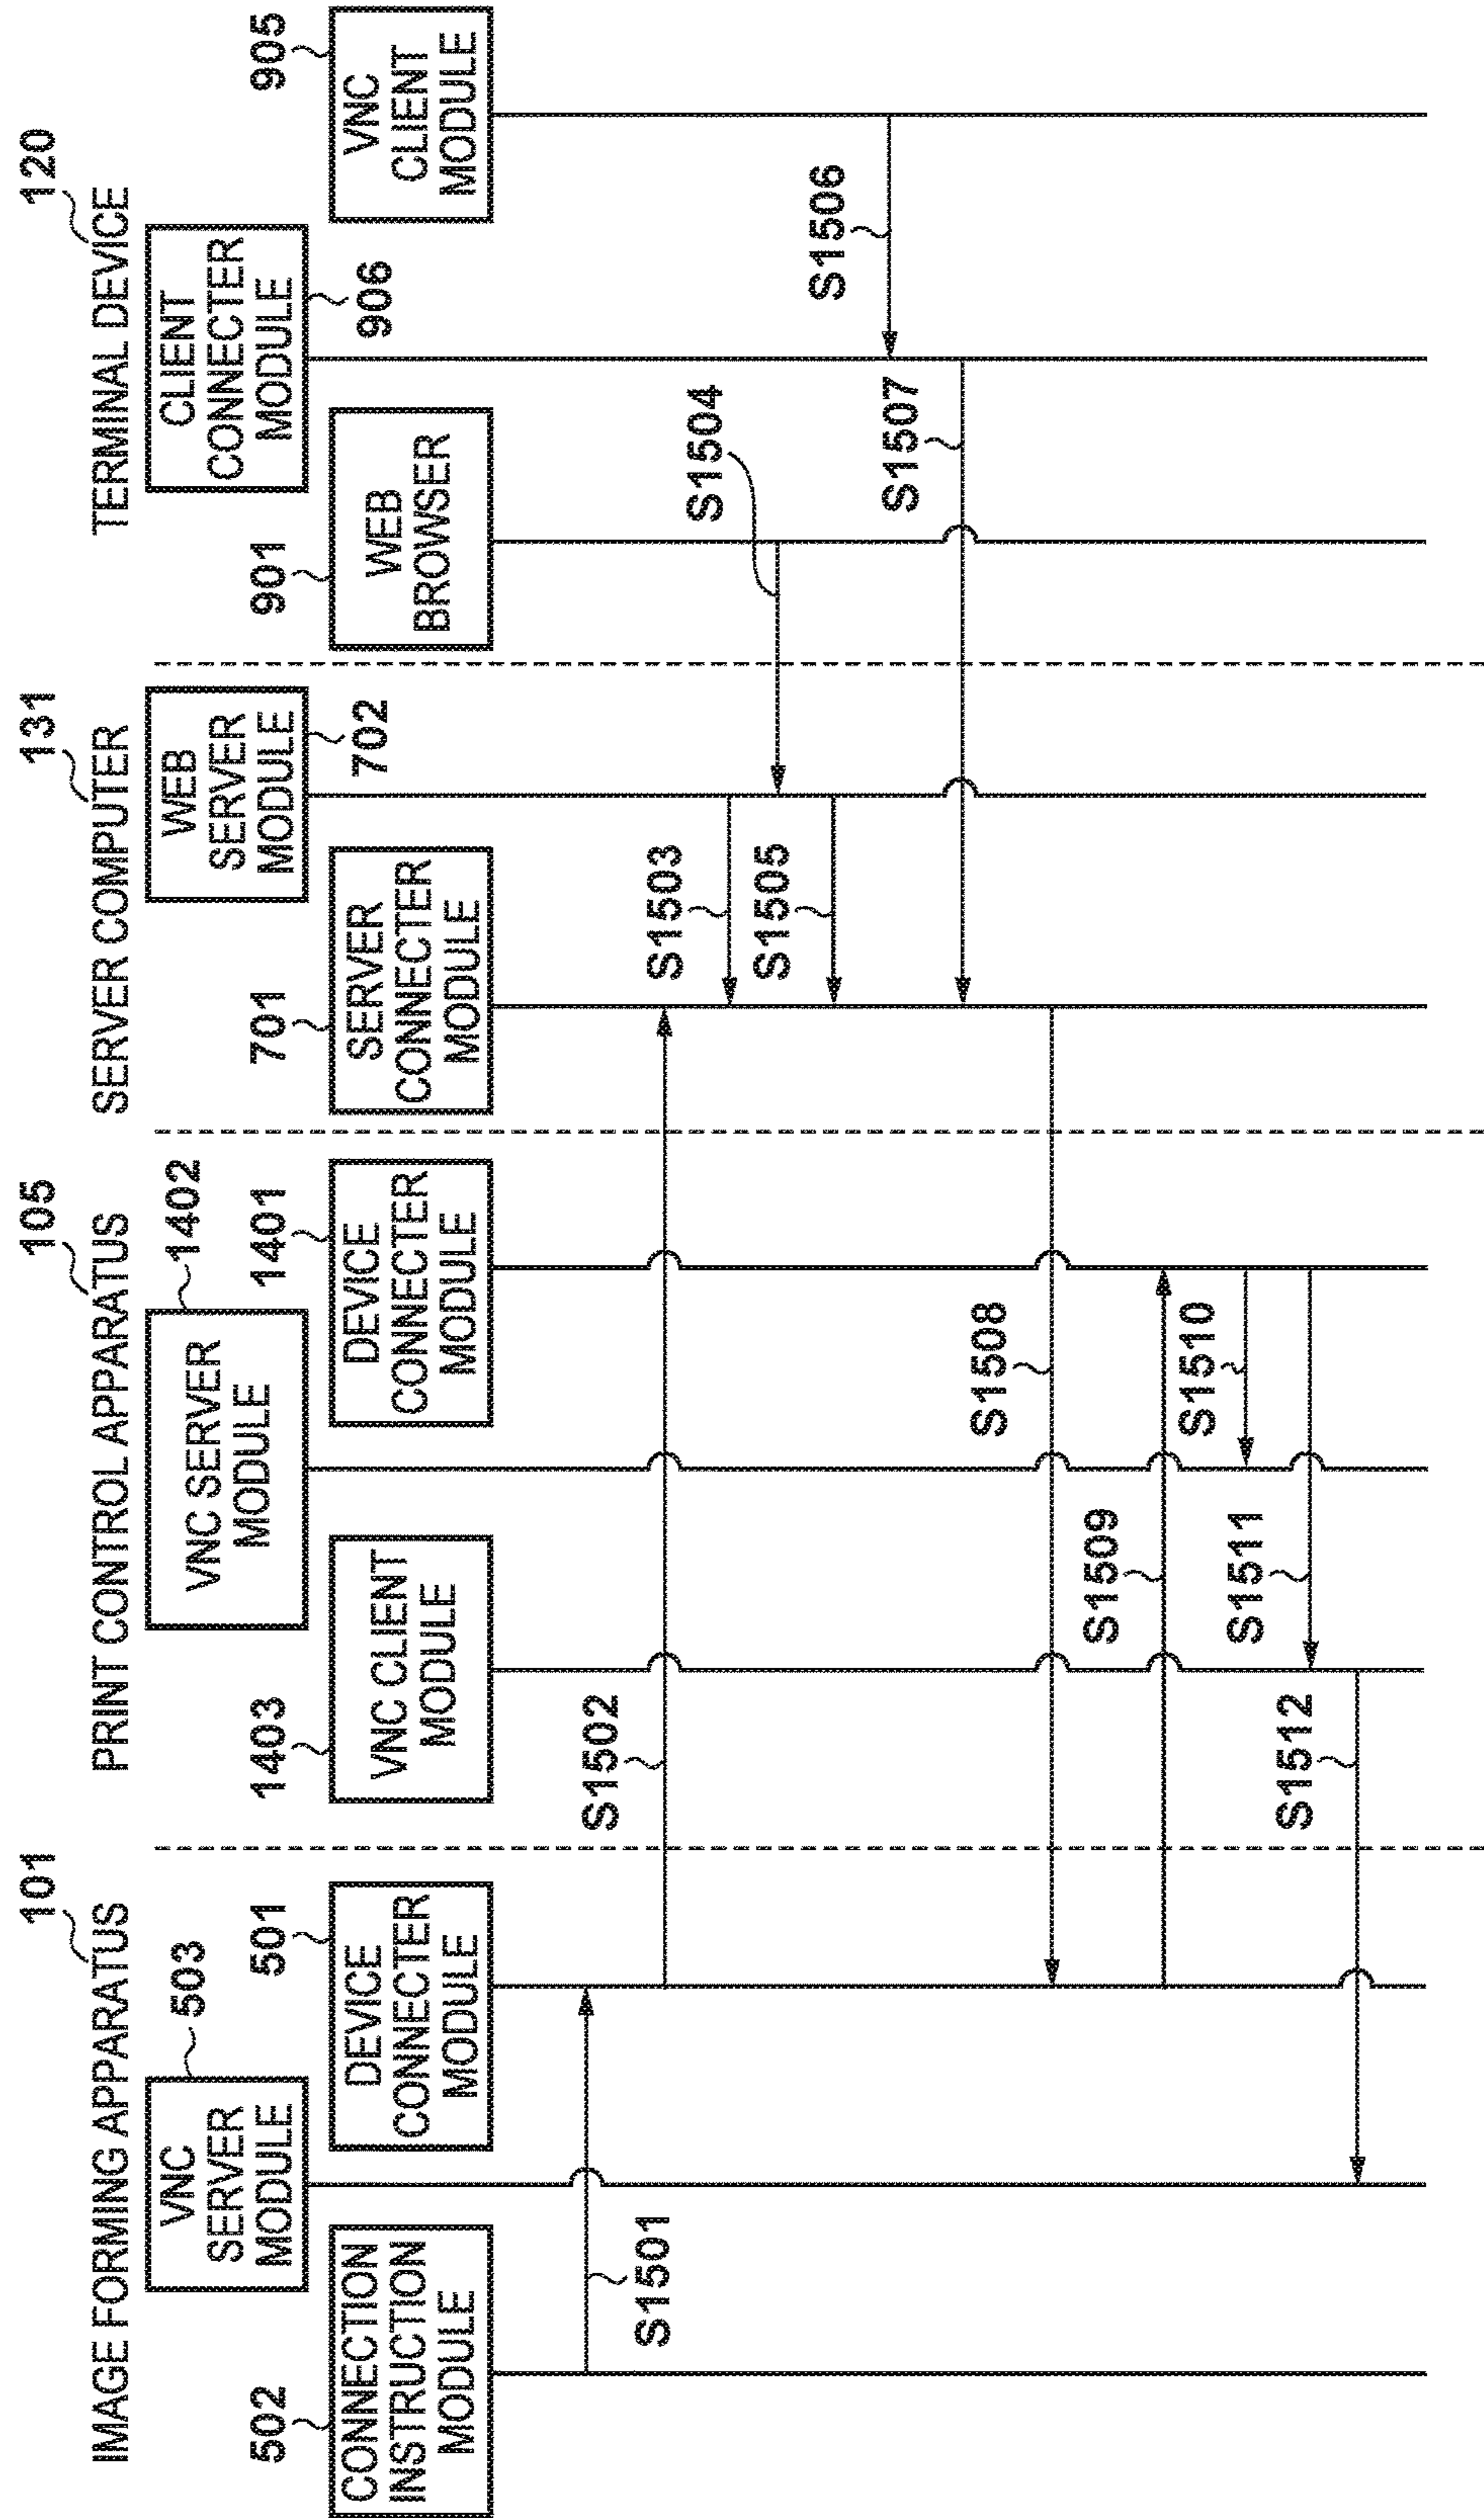 IMAGE FORMING APPARATUS
101
PRINT CONTROL APPARATUS
105
SERVER COMPUTER
131
TERMINAL DEVICE
120
502
CONNECTION
INSTRUCTION
MODULE
VNC
SERVER
MODULE
503
DEVICE
CONNECTER
MODULE
501
1403
VNC CLIENT
MODULE
VNC SERVER
MODULE
1402
DEVICE
CONNECTER
MODULE
1401
701
SERVER
CONNECTER
MODULE
WEB
SERVER
MODULE
702
901
WEB
BROWSER
CLIENT
CONNECTER
MODULE
906
VNC
CLIENT
MODULE
905
S1501
S1502
S1503
S1504
S1505
S1506
S1507
S1508
S1509
S1510
S1511
S1512